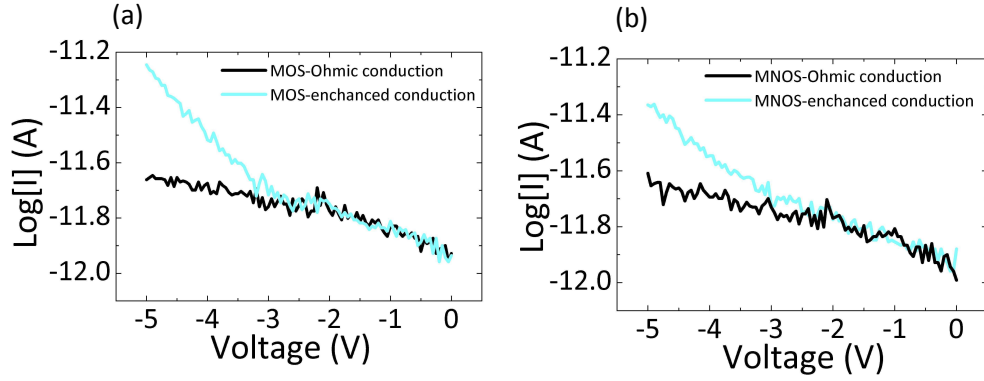 (a)
-11.2
-11.4
-11.6
-11.8
-12.0
Log[I] (A)
MOS-Ohmic conduction
MOS-enchanced conduction
-5 -4 -3 -2 -1 0
Voltage (V)
(b)
-11.2
-11.4
-11.6
-11.8
-12.0
Log[I] (A)
MNOS-Ohmic conduction
MNOS-enchanced conduction
-5 -4 -3 -2 -1 0
Voltage (V)